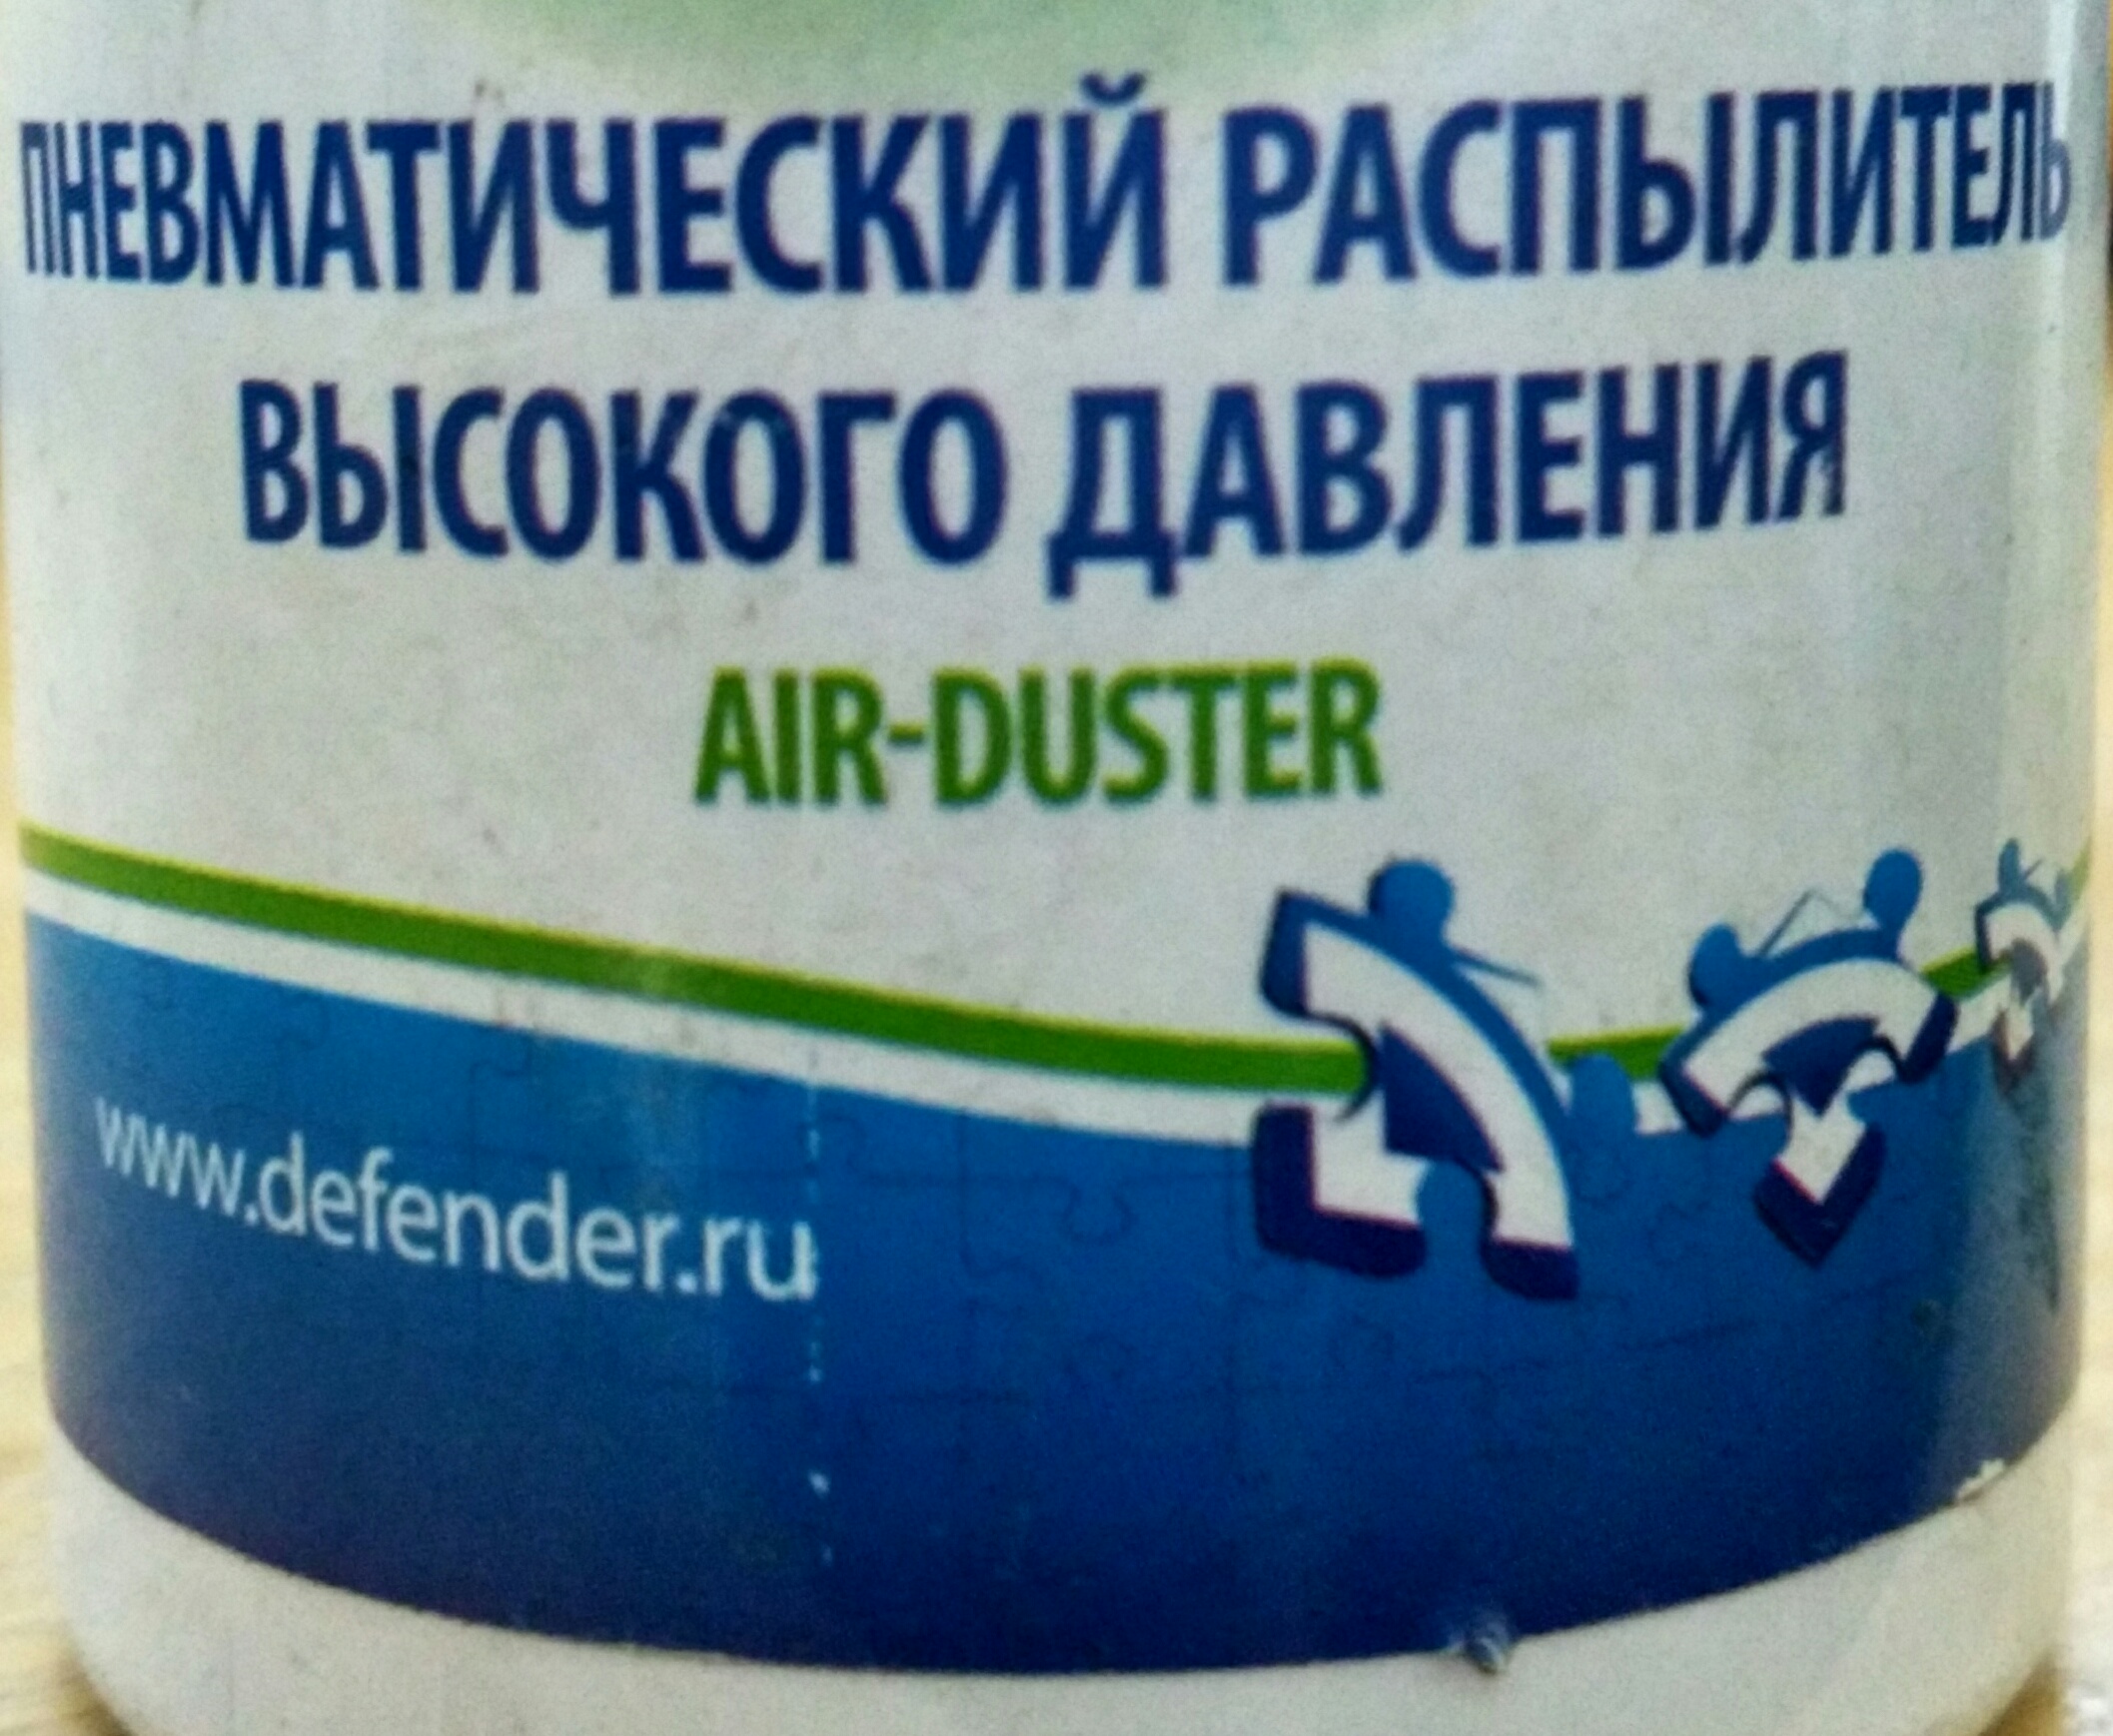 ПНЕВМАТИЧЕСКИЙ РАСПЫЛИТЕЛЬ
ВЫСОКОГО ДАВЛЕНИЯ
AIR-DUSTER
www.defender.ru